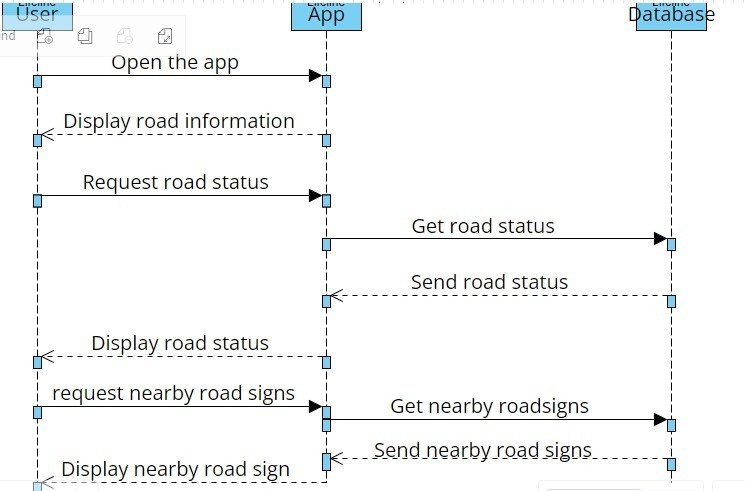 User
App
Database
nd
Open the app
Display road information
Request road status
Get road status
Send road status
Display road status
request nearby road signs
Get nearby roadsigns
Send nearby road signs
Display nearby road sign